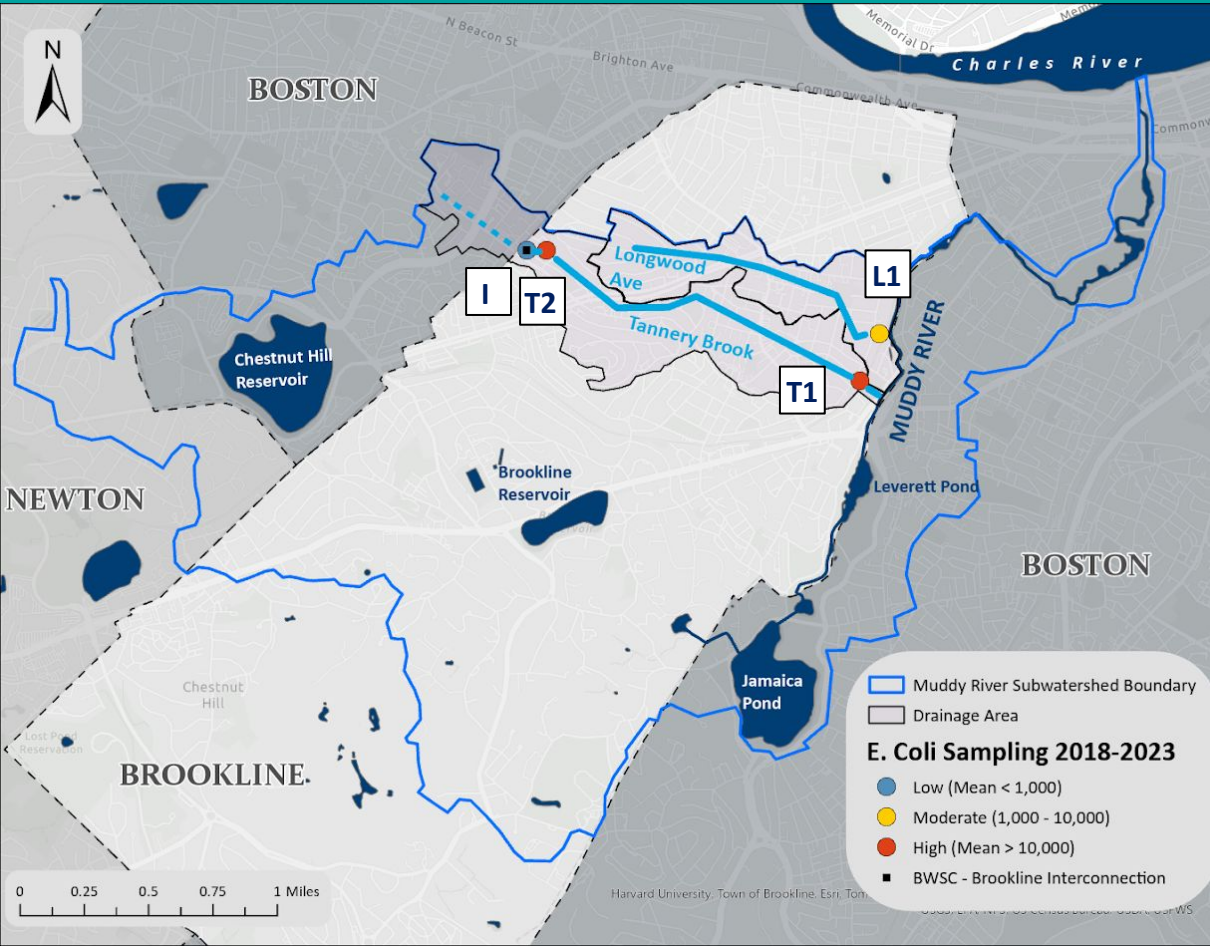 N
N Beacon St
Brighton Ave
Memorial Dr
Charles River
Commonwealth Ave
BOSTON
Longwood
Ave
L1
I
T2
Tannery Brook
T1
MUDDY RIVER
Chestnut Hill
Reservoir
Brookline
Reservoir
Leverett Pond
NEWTON
BOSTON
Jamaica
Pond
Chestnut
Hill
Lost Pond
Reservation
BROOKLINE
Muddy River Subwatershed Boundary
Drainage Area
E. Coli Sampling 2018-2023
Low (Mean < 1,000)
Moderate (1,000 - 10,000)
High (Mean > 10,000)
BWSC - Brookline Interconnection
0 0.25 0.5 0.75 1 Miles
Harvard University, Town of Brookline, Esri,